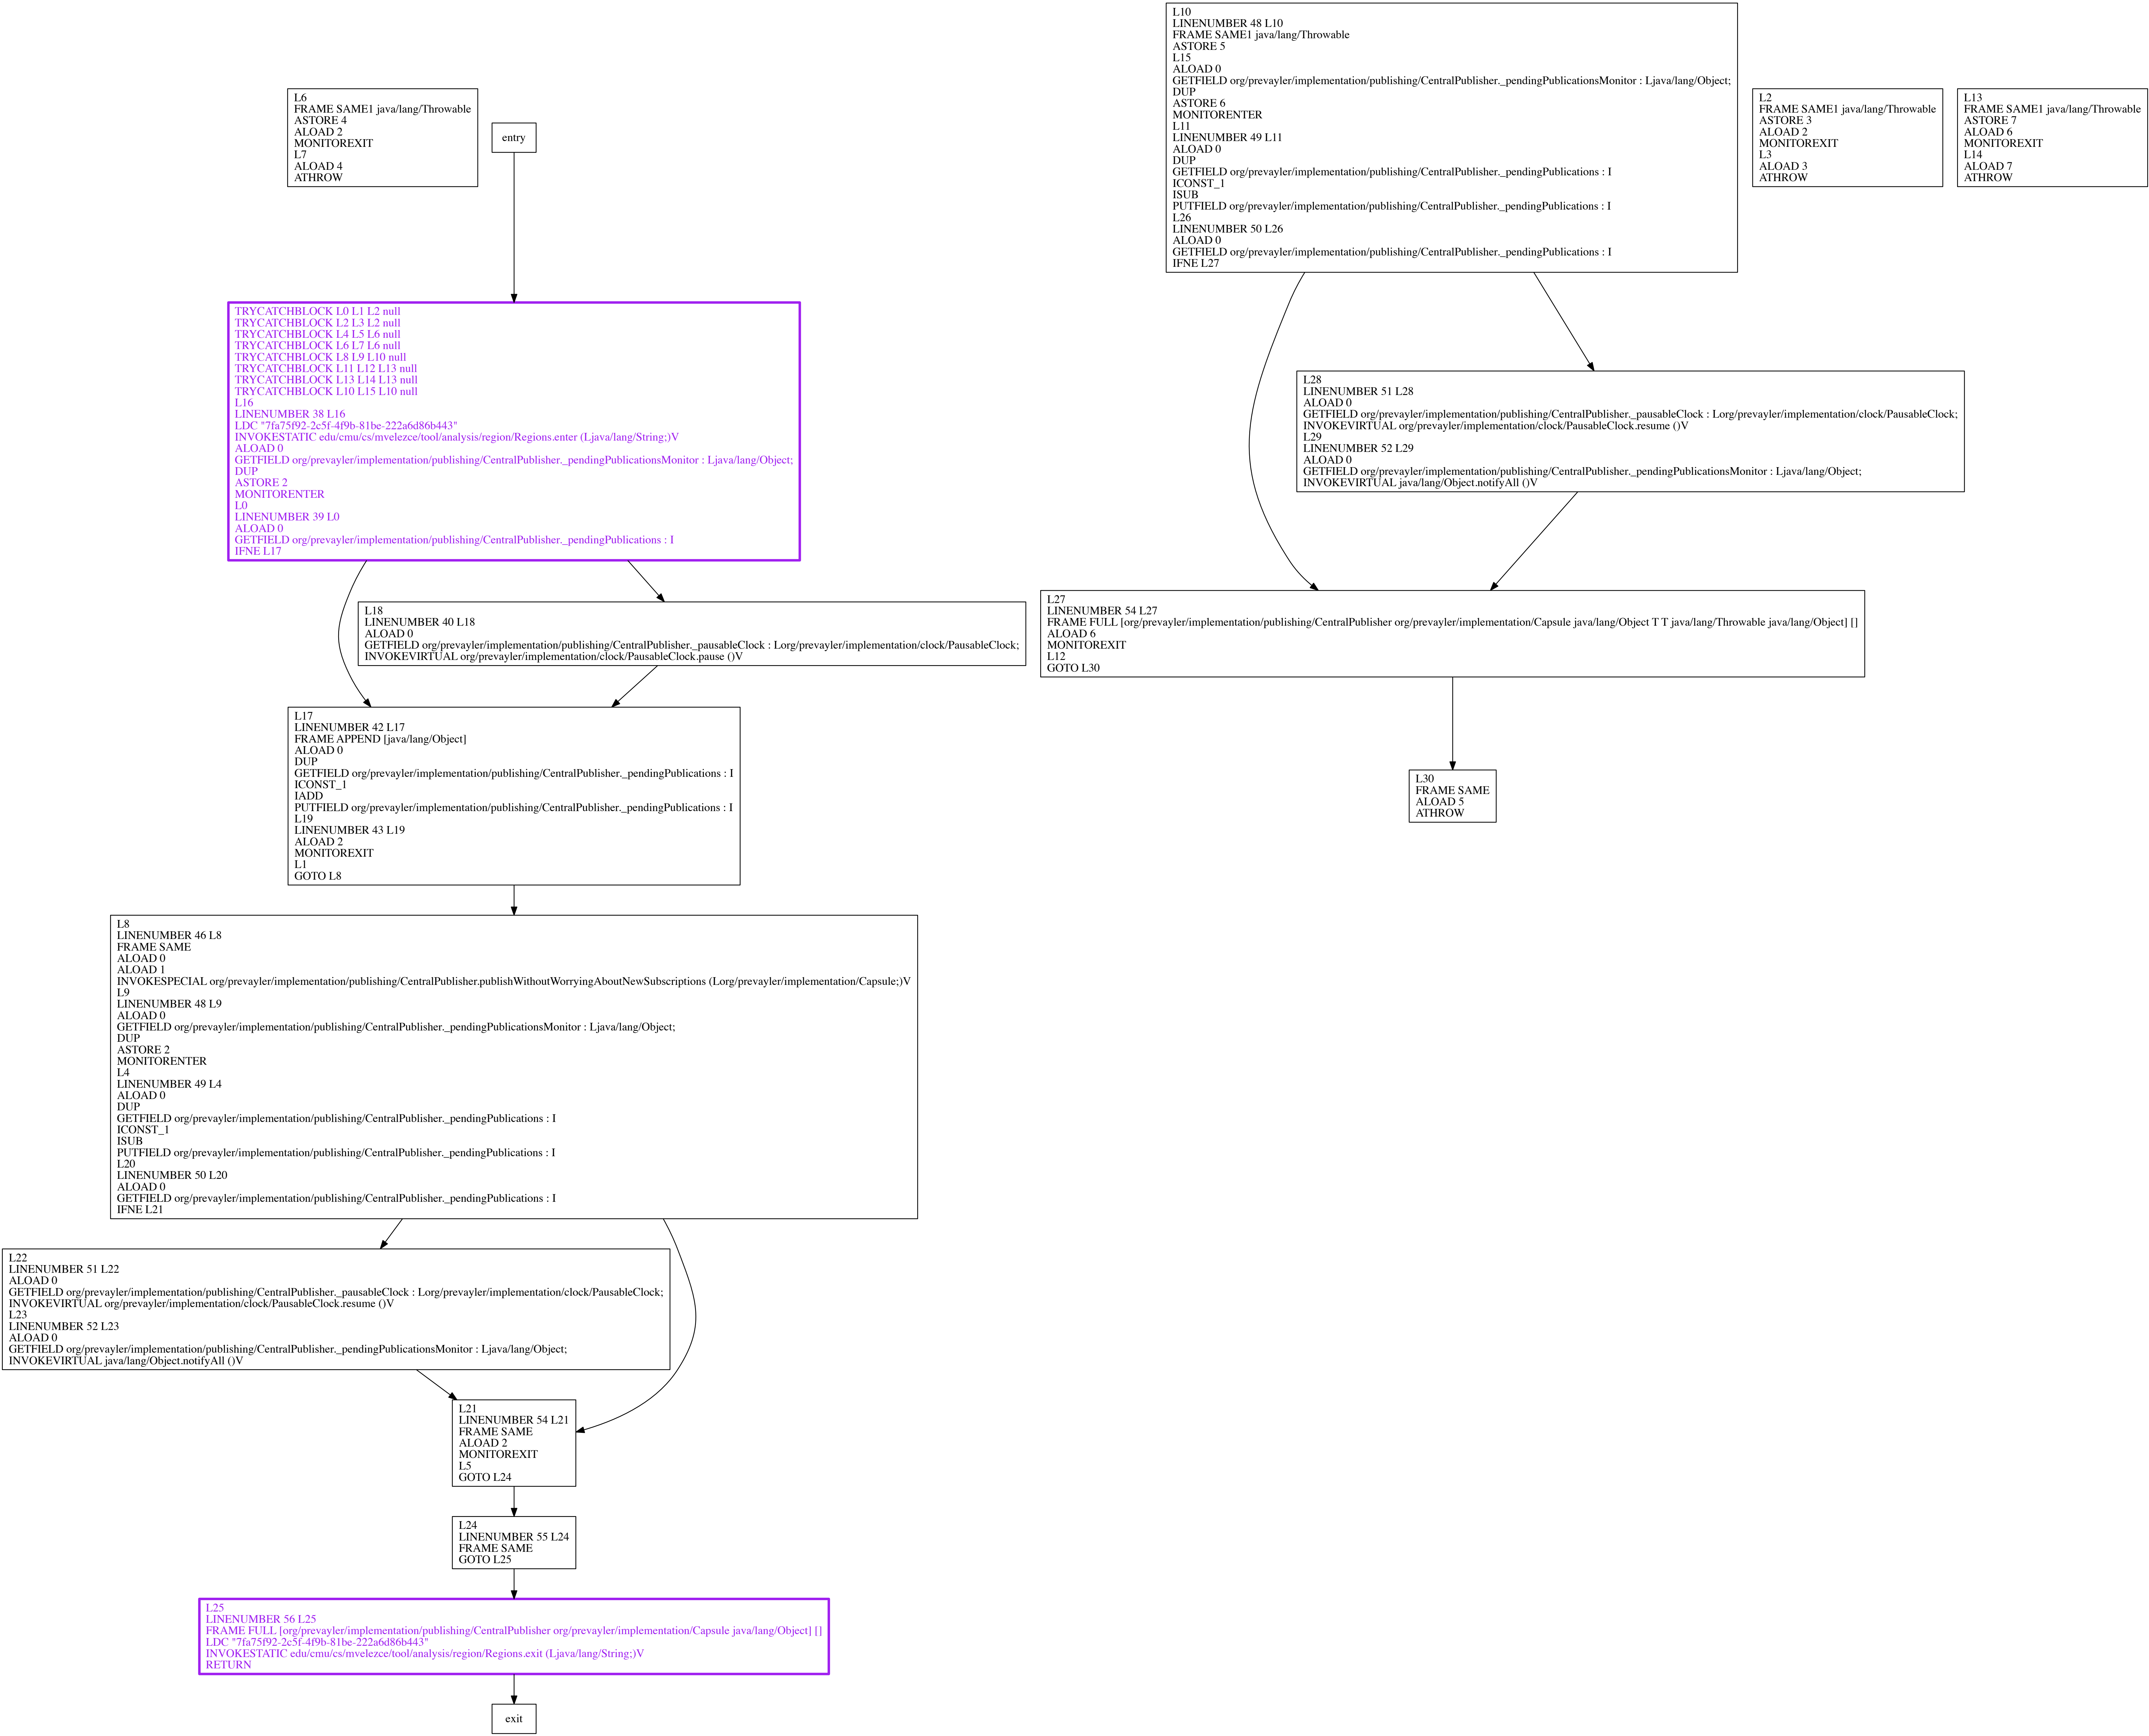 L6
FRAME SAME1 java/lang/Throwable
ASTORE 4
ALOAD 2
MONITOREXIT
L7
ALOAD 4
ATHROW
entry
TRYCATCHBLOCK L0 L1 L2 null
TRYCATCHBLOCK L2 L3 L2 null
TRYCATCHBLOCK L4 L5 L6 null
TRYCATCHBLOCK L6 L7 L6 null
TRYCATCHBLOCK L8 L9 L10 null
TRYCATCHBLOCK L11 L12 L13 null
TRYCATCHBLOCK L13 L14 L13 null
TRYCATCHBLOCK L10 L15 L10 null
L16
LINENUMBER 38 L16
LDC "7fa75f92-2c5f-4f9b-81be-222a6d86b443"
INVOKESTATIC edu/cmu/cs/mvelezce/tool/analysis/region/Regions.enter (Ljava/lang/String;)V
ALOAD 0
GETFIELD org/prevayler/implementation/publishing/CentralPublisher._pendingPublicationsMonitor : Ljava/lang/Object;
DUP
ASTORE 2
MONITORENTER
L0
LINENUMBER 39 L0
ALOAD 0
GETFIELD org/prevayler/implementation/publishing/CentralPublisher._pendingPublications : I
IFNE L17
L18
LINENUMBER 40 L18
ALOAD 0
GETFIELD org/prevayler/implementation/publishing/CentralPublisher._pausableClock : Lorg/prevayler/implementation/clock/PausableClock;
INVOKEVIRTUAL org/prevayler/implementation/clock/PausableClock.pause ()V
L17
LINENUMBER 42 L17
FRAME APPEND [java/lang/Object]
ALOAD 0
DUP
GETFIELD org/prevayler/implementation/publishing/CentralPublisher._pendingPublications : I
ICONST_1
IADD
PUTFIELD org/prevayler/implementation/publishing/CentralPublisher._pendingPublications : I
L19
LINENUMBER 43 L19
ALOAD 2
MONITOREXIT
L1
GOTO L8
L8
LINENUMBER 46 L8
FRAME SAME
ALOAD 0
ALOAD 1
INVOKESPECIAL org/prevayler/implementation/publishing/CentralPublisher.publishWithoutWorryingAboutNewSubscriptions (Lorg/prevayler/implementation/Capsule;)V
L9
LINENUMBER 48 L9
ALOAD 0
GETFIELD org/prevayler/implementation/publishing/CentralPublisher._pendingPublicationsMonitor : Ljava/lang/Object;
DUP
ASTORE 2
MONITORENTER
L4
LINENUMBER 49 L4
ALOAD 0
DUP
GETFIELD org/prevayler/implementation/publishing/CentralPublisher._pendingPublications : I
ICONST_1
ISUB
PUTFIELD org/prevayler/implementation/publishing/CentralPublisher._pendingPublications : I
L20
LINENUMBER 50 L20
ALOAD 0
GETFIELD org/prevayler/implementation/publishing/CentralPublisher._pendingPublications : I
IFNE L21
L22
LINENUMBER 51 L22
ALOAD 0
GETFIELD org/prevayler/implementation/publishing/CentralPublisher._pausableClock : Lorg/prevayler/implementation/clock/PausableClock;
INVOKEVIRTUAL org/prevayler/implementation/clock/PausableClock.resume ()V
L23
LINENUMBER 52 L23
ALOAD 0
GETFIELD org/prevayler/implementation/publishing/CentralPublisher._pendingPublicationsMonitor : Ljava/lang/Object;
INVOKEVIRTUAL java/lang/Object.notifyAll ()V
L21
LINENUMBER 54 L21
FRAME SAME
ALOAD 2
MONITOREXIT
L5
GOTO L24
L24
LINENUMBER 55 L24
FRAME SAME
GOTO L25
L25
LINENUMBER 56 L25
FRAME FULL [org/prevayler/implementation/publishing/CentralPublisher org/prevayler/implementation/Capsule java/lang/Object] []
LDC "7fa75f92-2c5f-4f9b-81be-222a6d86b443"
INVOKESTATIC edu/cmu/cs/mvelezce/tool/analysis/region/Regions.exit (Ljava/lang/String;)V
RETURN
exit
L10
LINENUMBER 48 L10
FRAME SAME1 java/lang/Throwable
ASTORE 5
L15
ALOAD 0
GETFIELD org/prevayler/implementation/publishing/CentralPublisher._pendingPublicationsMonitor : Ljava/lang/Object;
DUP
ASTORE 6
MONITORENTER
L11
LINENUMBER 49 L11
ALOAD 0
DUP
GETFIELD org/prevayler/implementation/publishing/CentralPublisher._pendingPublications : I
ICONST_1
ISUB
PUTFIELD org/prevayler/implementation/publishing/CentralPublisher._pendingPublications : I
L26
LINENUMBER 50 L26
ALOAD 0
GETFIELD org/prevayler/implementation/publishing/CentralPublisher._pendingPublications : I
IFNE L27
L28
LINENUMBER 51 L28
ALOAD 0
GETFIELD org/prevayler/implementation/publishing/CentralPublisher._pausableClock : Lorg/prevayler/implementation/clock/PausableClock;
INVOKEVIRTUAL org/prevayler/implementation/clock/PausableClock.resume ()V
L29
LINENUMBER 52 L29
ALOAD 0
GETFIELD org/prevayler/implementation/publishing/CentralPublisher._pendingPublicationsMonitor : Ljava/lang/Object;
INVOKEVIRTUAL java/lang/Object.notifyAll ()V
L27
LINENUMBER 54 L27
FRAME FULL [org/prevayler/implementation/publishing/CentralPublisher org/prevayler/implementation/Capsule java/lang/Object T T java/lang/Throwable java/lang/Object] []
ALOAD 6
MONITOREXIT
L12
GOTO L30
L30
FRAME SAME
ALOAD 5
ATHROW
L2
FRAME SAME1 java/lang/Throwable
ASTORE 3
ALOAD 2
MONITOREXIT
L3
ALOAD 3
ATHROW
L13
FRAME SAME1 java/lang/Throwable
ASTORE 7
ALOAD 6
MONITOREXIT
L14
ALOAD 7
ATHROW